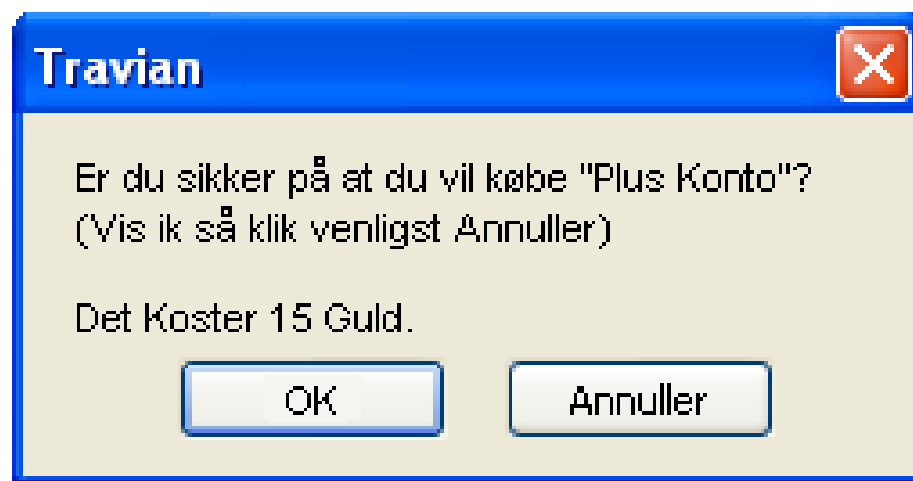 Travian
Er du sikker på at du vil købe "Plus Konto"?
(Vis ik så klik venligst Annuller)
Det Koster 15 Guld.
OK
Annuller